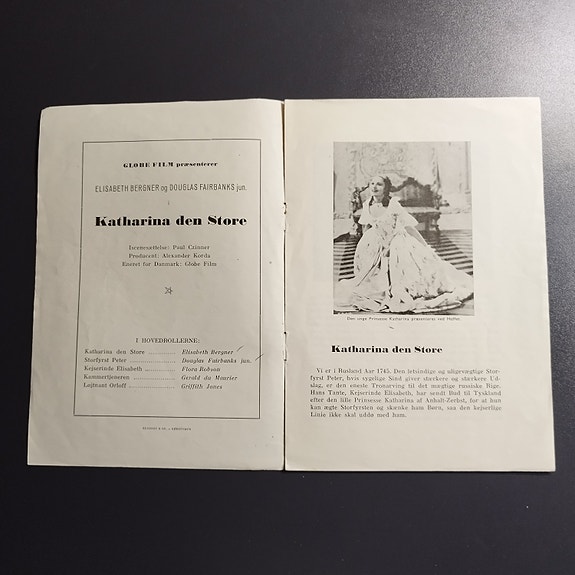 GLOBE FILM præsenterer
ELISABETH BERGNER og DOUGLAS FAIRBANKS jun.
i
Katharina den Store
Iscenesættelse: Paul Czinner
Producent: Alexander Korda
Eneret for Danmark: Globe Film
I HOVEDROLLERNE:
Katharina den Store .......... Elisabeth Bergner
Storfyrst Peter .......... Douglas Fairbanks jun.
Kejserinde Elisabeth .......... Flora Robson
Kammertjeneren .......... Gerald du Maurier
Løjtnant Orloff .......... Griffith Jones
Den unge Prinsesse Katharina præsenteres ved Hoffet.
Katharina den Store
Vi er i Rusland Aar 1745. Den letsindige og uligevægtige Stor-
fyrst Peter, hvis sygelige Sind giver stærkere og stærkere Ud-
slag, er den eneste Tronarving til det mægtige russiske Rige.
Hans Tante, Kejserinde Elisabeth, har sendt Bud til Tyskland
efter den lille Prinsesse Katharina af Anhalt-Zerbst, for at hun
kan ægte Storfyrsten og skænke ham Børn, saa den kejserlige
Linie ikke skal uddø med ham.